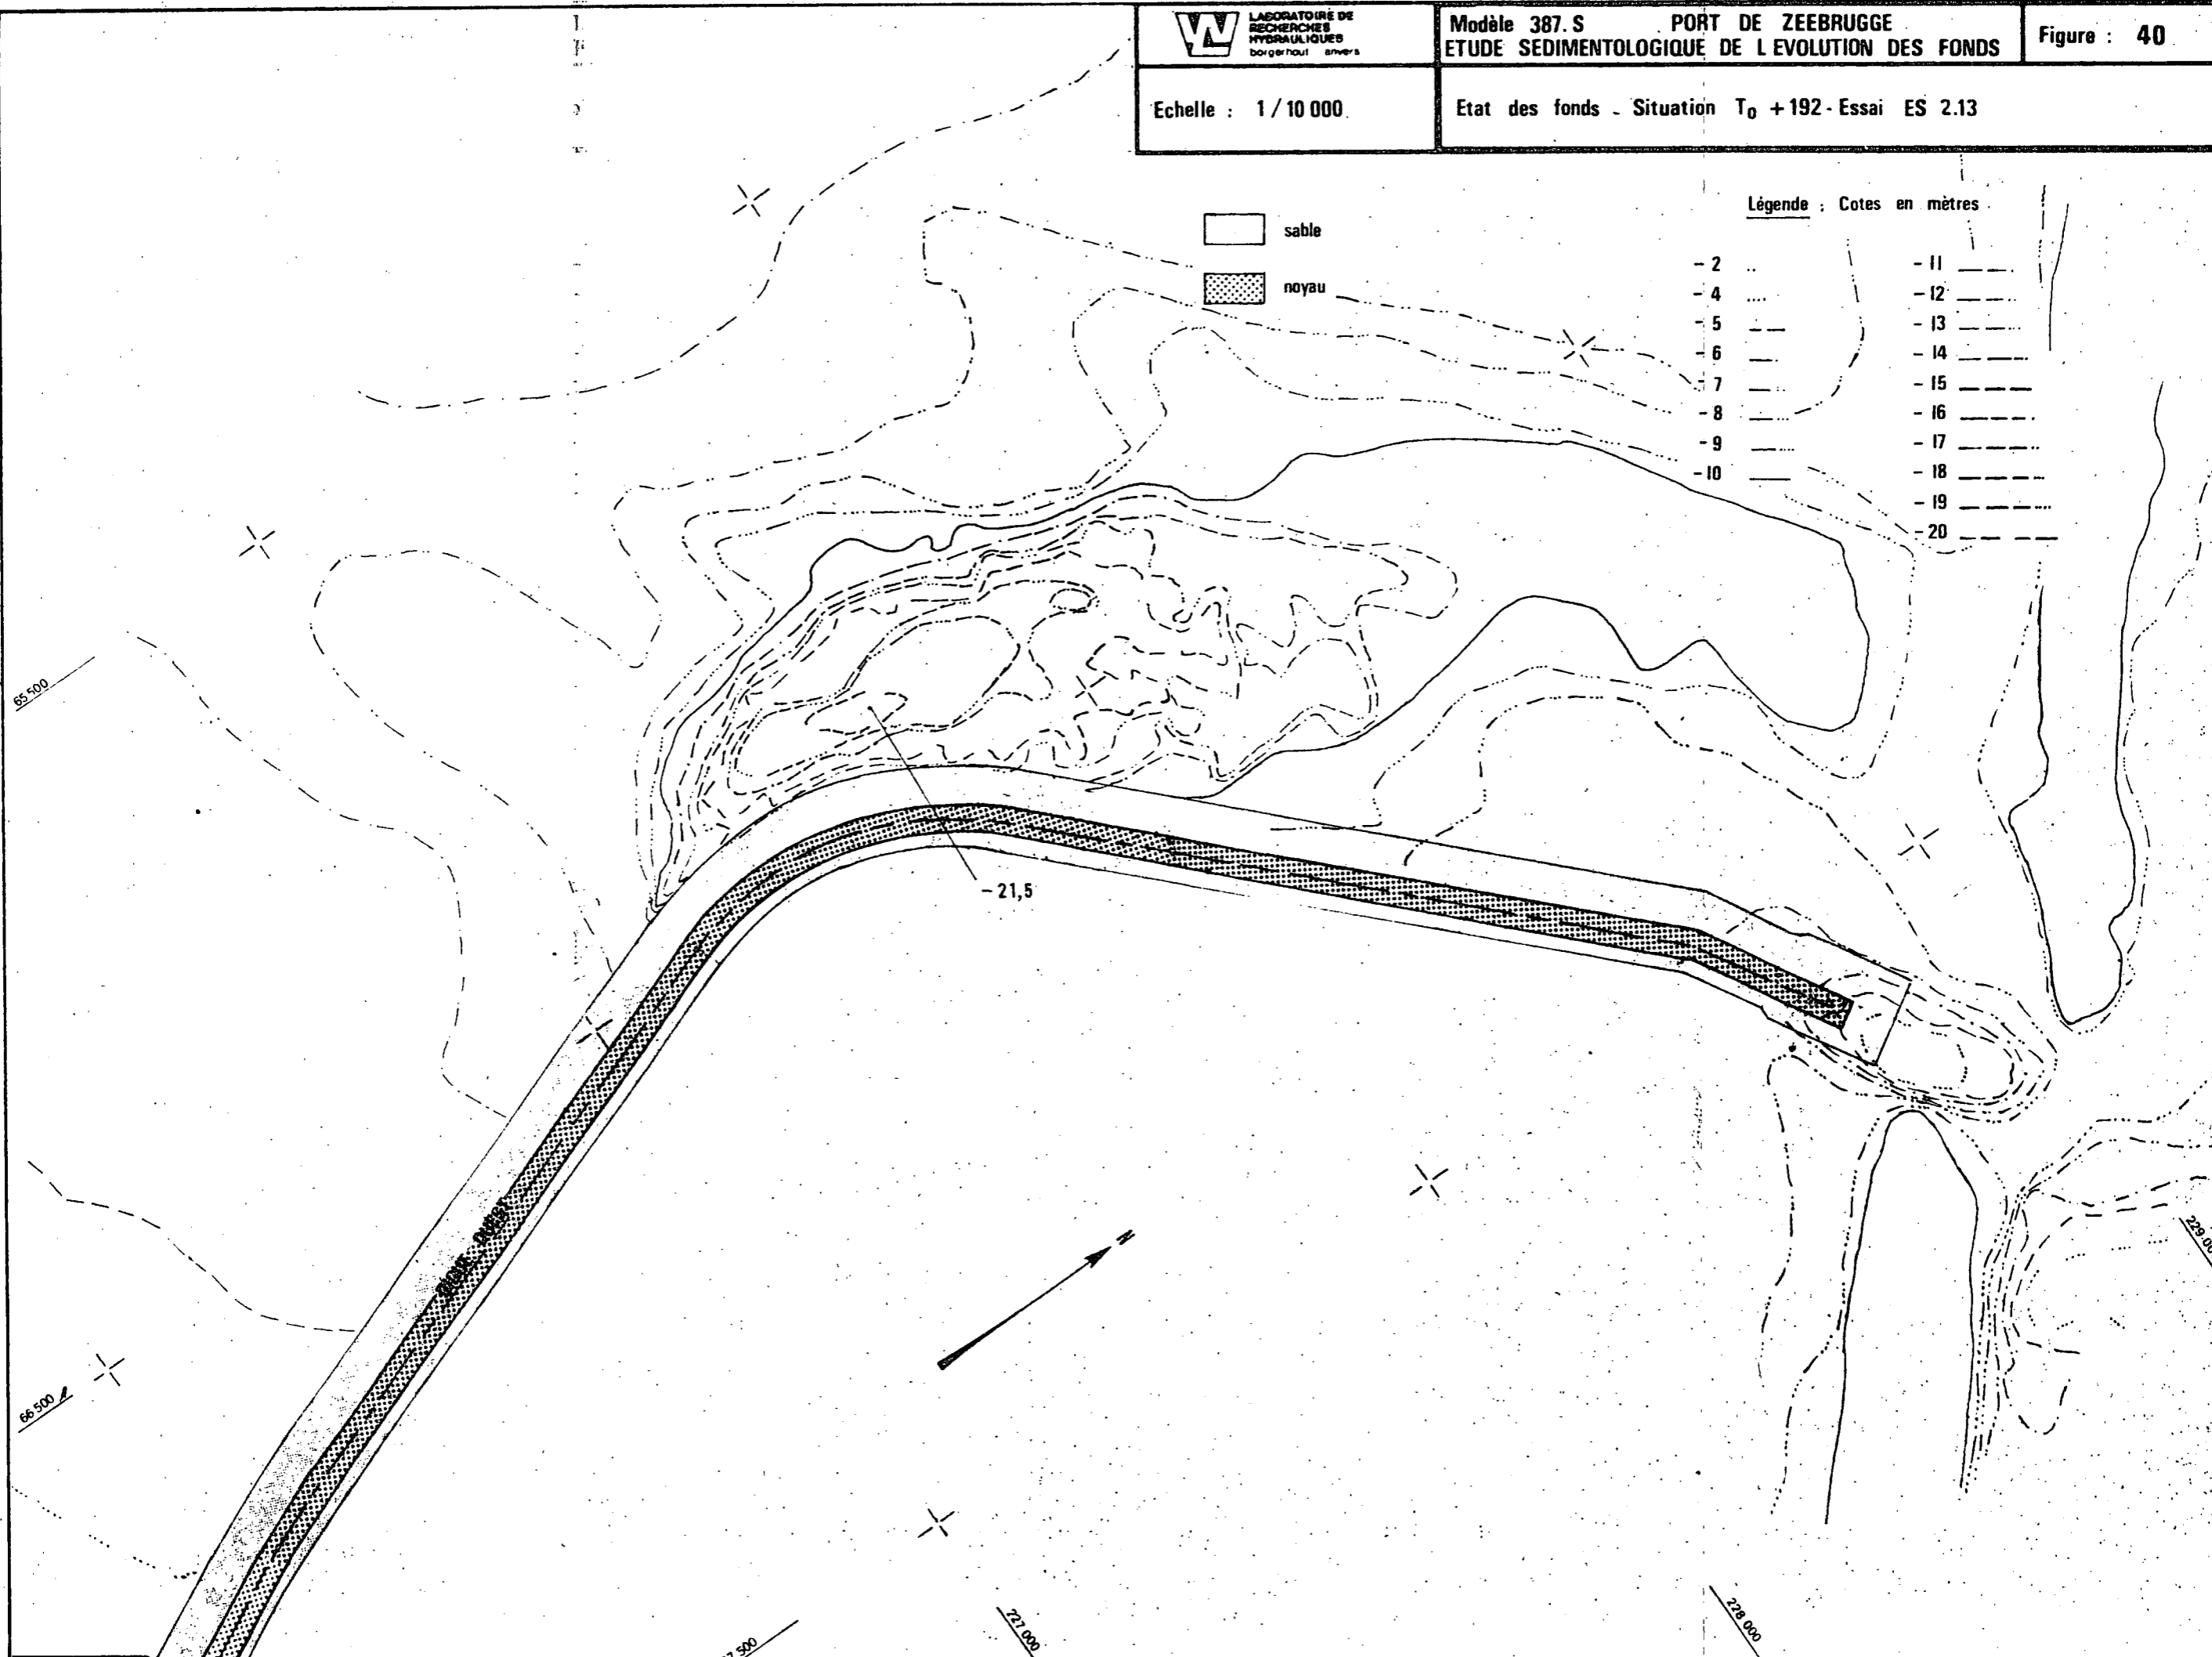 LABORATOIRE DE
RECHERCHES
HYDRAULIQUES
borgerhout anvers
Modèle 387. S PORT DE ZEEBRUGGE
ETUDE SEDIMENTOLOGIQUE DE L EVOLUTION DES FONDS
Figure : 40
Echelle : 1 / 10 000
Etat des fonds - Situation T₀ +192 - Essai ES 2.13
Légende : Cotes en mètres
sable
noyau
- 2
- 4
- 5
- 6
- 7
- 8
- 9
- 10
- 11
- 12
- 13
- 14
- 15
- 16
- 17
- 18
- 19
- 20
65 500
- 21,5
N
66 500
227 000
228 000